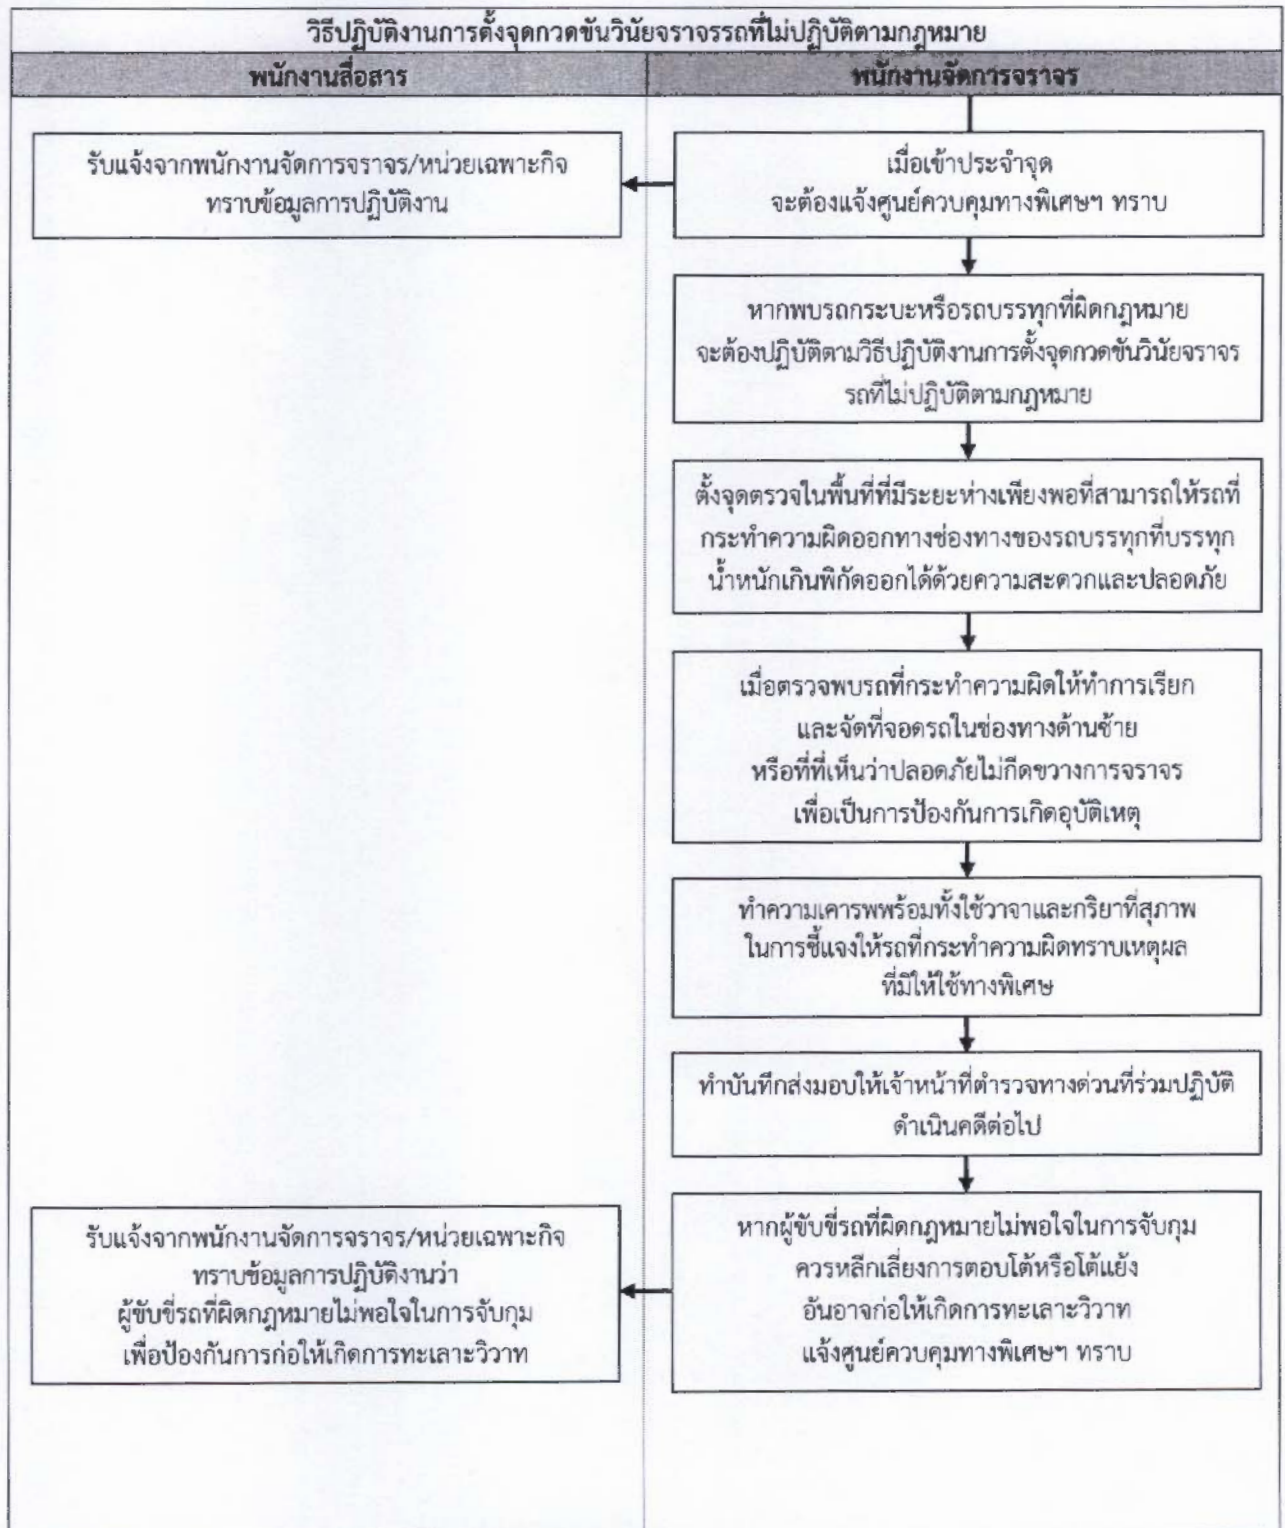 วิธีปฏิบัติงานการตั้งจุดกวดขันวินัยจราจรรถที่ไม่ปฏิบัติตามกฎหมาย
พนักงานสื่อสาร
พนักงานจัดการจราจร
รับแจ้งจากพนักงานจัดการจราจร/หน่วยเฉพาะกิจ
ทราบข้อมูลการปฏิบัติงาน
เมื่อเข้าประจำจุด
จะต้องแจ้งศูนย์ควบคุมทางพิเศษฯ ทราบ
หากพบรถกระบะหรือรถบรรทุกที่ผิดกฎหมาย
จะต้องปฏิบัติตามวิธีปฏิบัติงานการตั้งจุดกวดขันวินัยจราจร
รถที่ไม่ปฏิบัติตามกฎหมาย
ตั้งจุดตรวจในพื้นที่ที่มีระยะห่างเพียงพอที่สามารถให้รถที่
กระทำความผิดออกทางช่องทางของรถบรรทุกที่บรรทุก
น้ำหนักเกินพิกัดออกได้ด้วยความสะดวกและปลอดภัย
เมื่อตรวจพบรถที่กระทำความผิดให้ทำการเรียก
และจัดที่จอดรถในช่องทางด้านซ้าย
หรือที่ที่เห็นว่าปลอดภัยไม่กีดขวางการจราจร
เพื่อเป็นการป้องกันการเกิดอุบัติเหตุ
ทำความเคารพพร้อมทั้งใช้วาจาและกริยาที่สุภาพ
ในการชี้แจงให้รถที่กระทำความผิดทราบเหตุผล
ที่มิให้ใช้ทางพิเศษ
ทำบันทึกส่งมอบให้เจ้าหน้าที่ตำรวจทางด่วนที่ร่วมปฏิบัติ
ดำเนินคดีต่อไป
รับแจ้งจากพนักงานจัดการจราจร/หน่วยเฉพาะกิจ
ทราบข้อมูลการปฏิบัติงานว่า
ผู้ขับขี่รถที่ผิดกฎหมายไม่พอใจในการจับกุม
เพื่อป้องกันการก่อให้เกิดการทะเลาะวิวาท
หากผู้ขับขี่รถที่ผิดกฎหมายไม่พอใจในการจับกุม
ควรหลีกเลี่ยงการตอบโต้หรือโต้แย้ง
อันอาจก่อให้เกิดการทะเลาะวิวาท
แจ้งศูนย์ควบคุมทางพิเศษฯ ทราบ